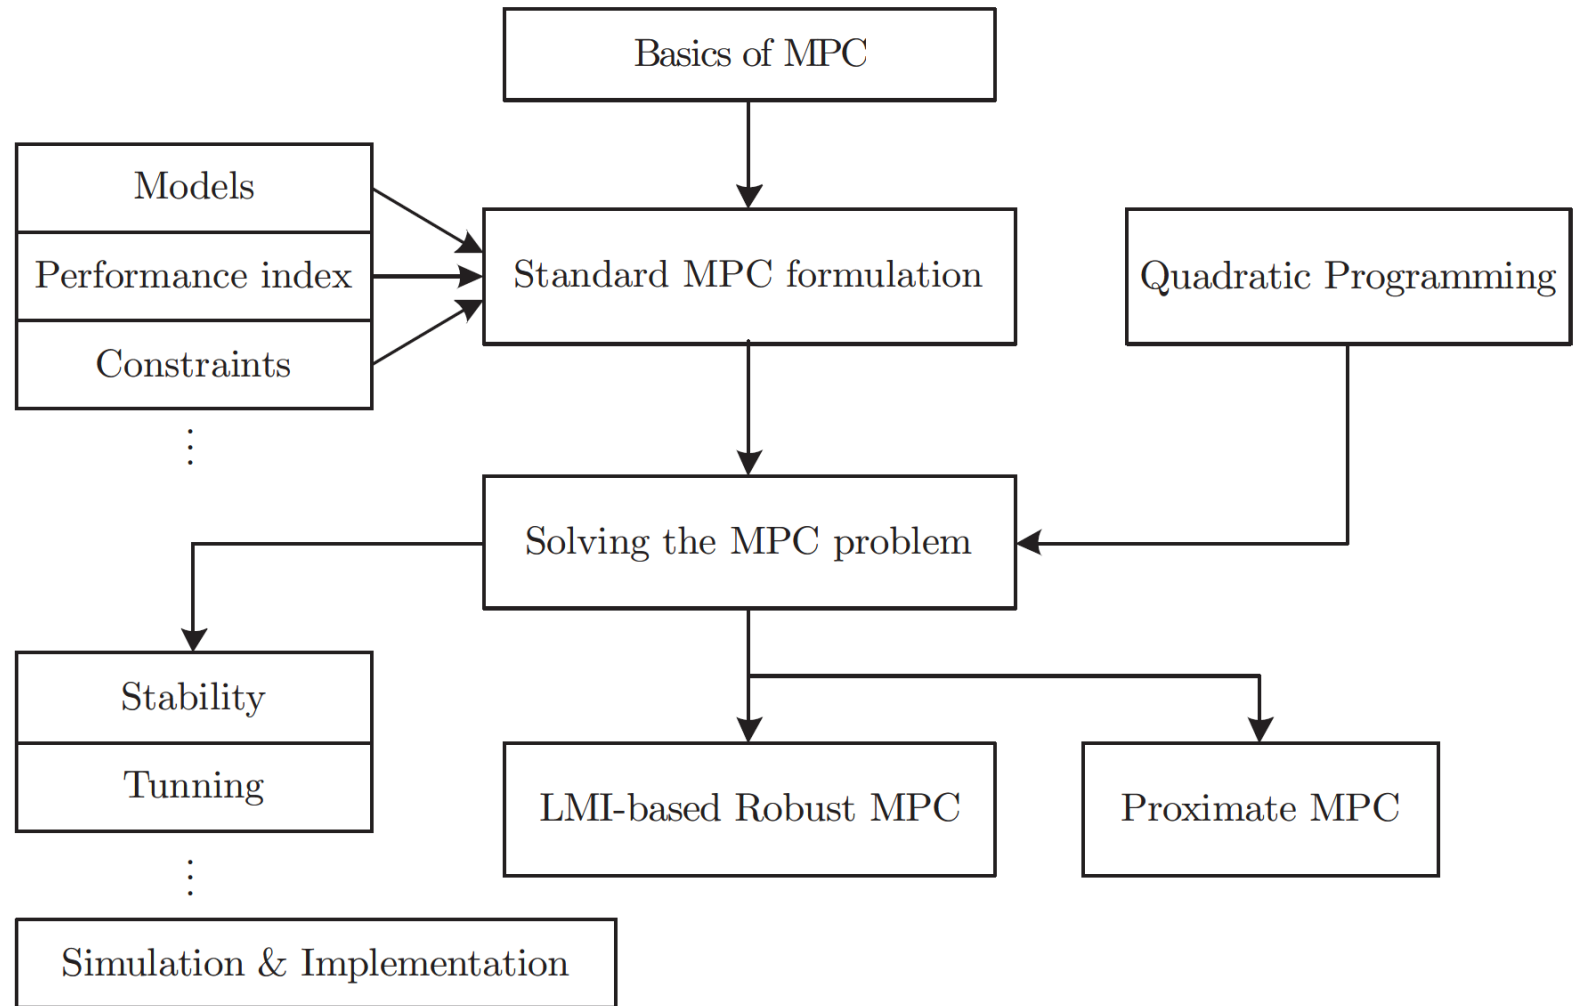 Basics of MPC
Models
Performance index
Constraints
⋮
Standard MPC formulation
Quadratic Programming
Solving the MPC problem
Stability
Tunning
⋮
LMI-based Robust MPC
Proximate MPC
Simulation & Implementation